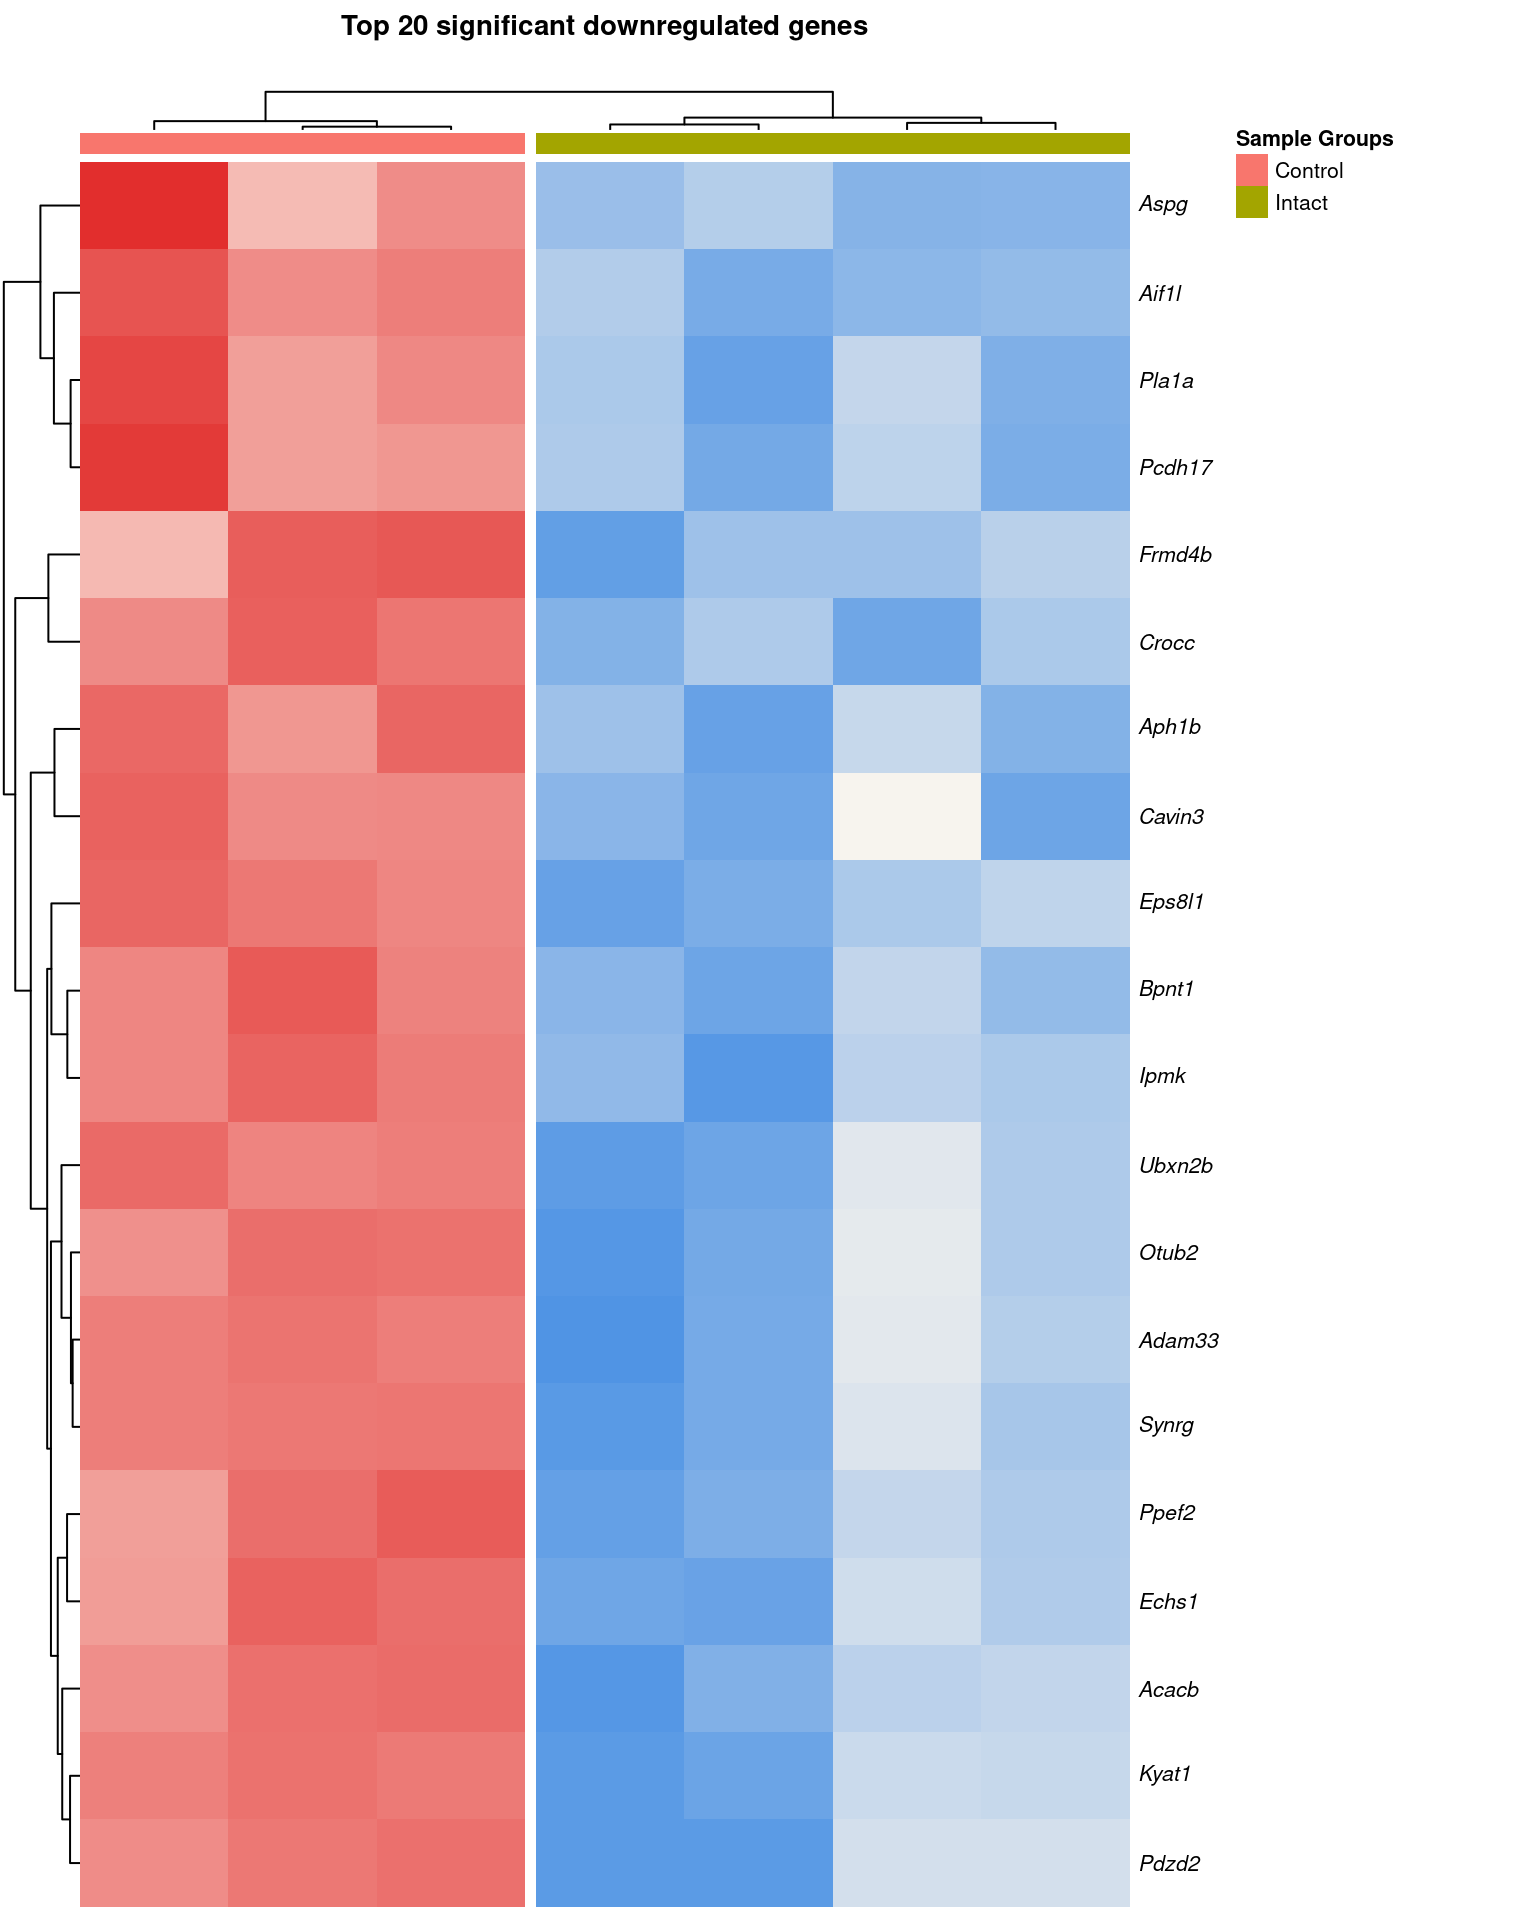 Top 20 significant downregulated genes
Sample Groups
Control
Intact
Aspg
Aif1l
Pla1a
Pcdh17
Frmd4b
Crocc
Aph1b
Cavin3
Eps8l1
Bpnt1
Ipmk
Ubxn2b
Otub2
Adam33
Synrg
Ppef2
Echs1
Acacb
Kyat1
Pdzd2